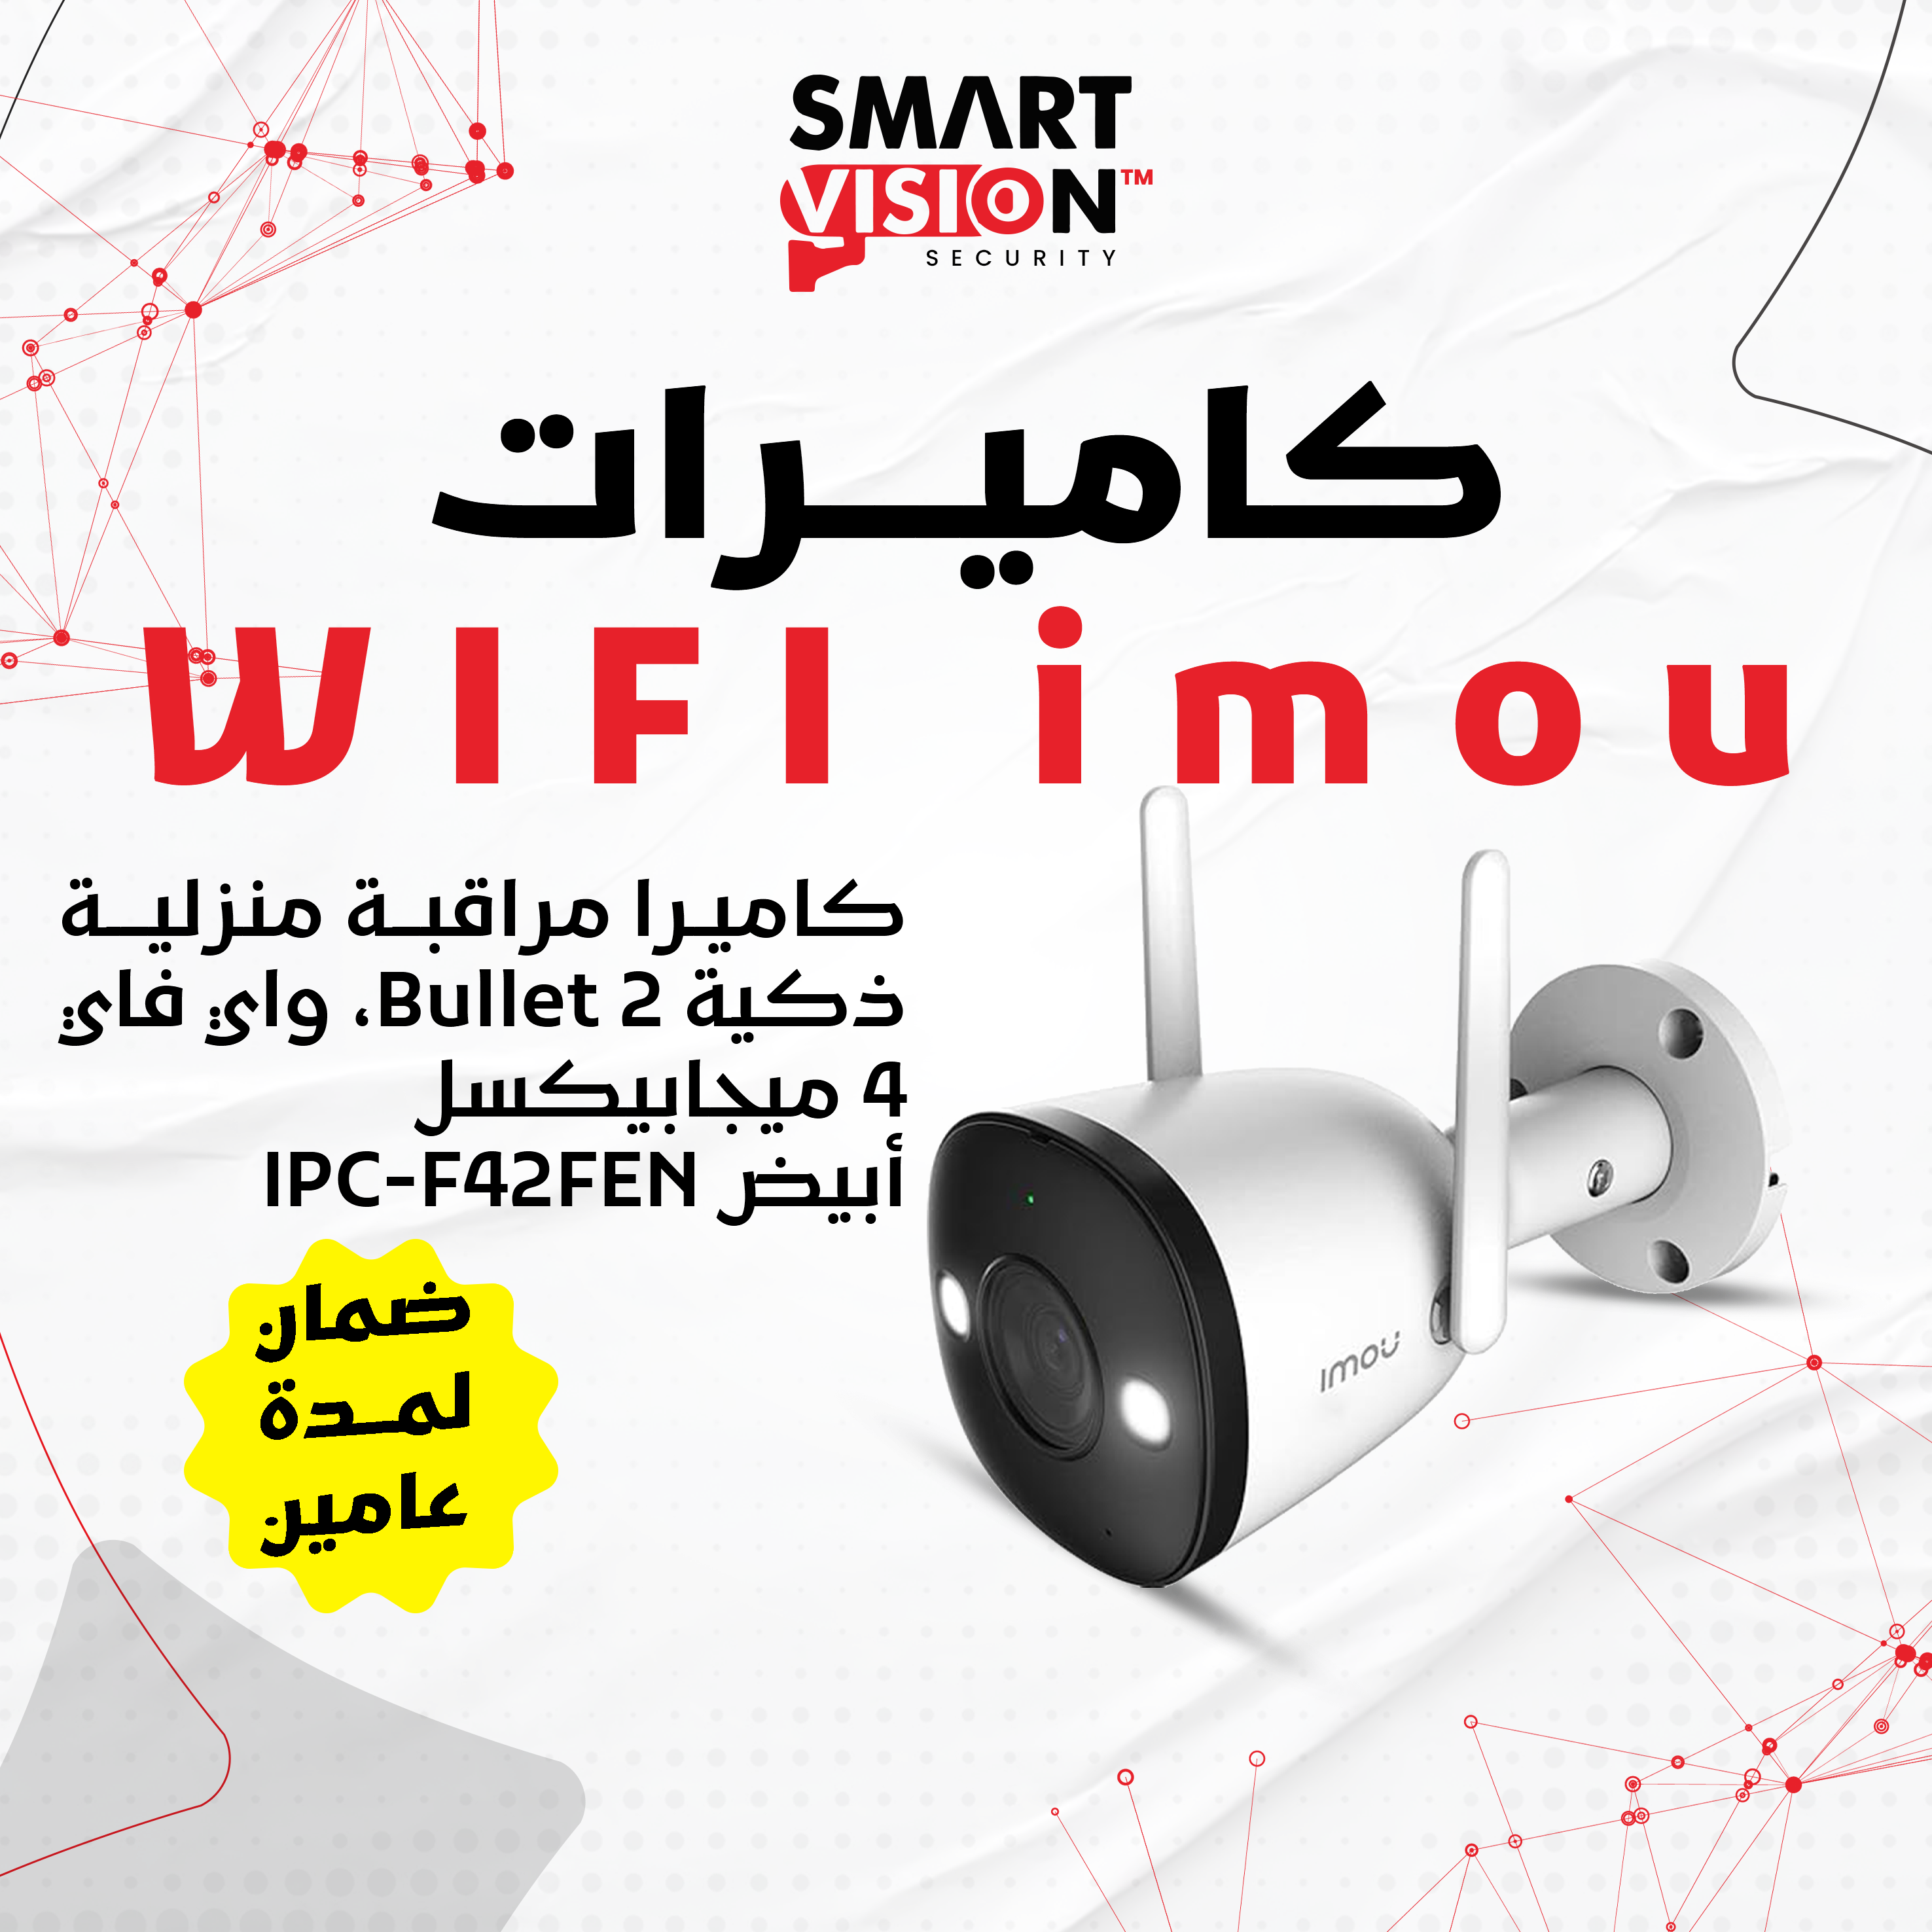 SMART
VISION™
SECURITY
كاميـرات
WIFI imou
كاميرا مراقبـة منزليـة
ذكية Bullet 2، واي فاي
4 ميجابيكسل
أبيض IPC-F42FEN
ضمان
لمـدة
عامين
imou